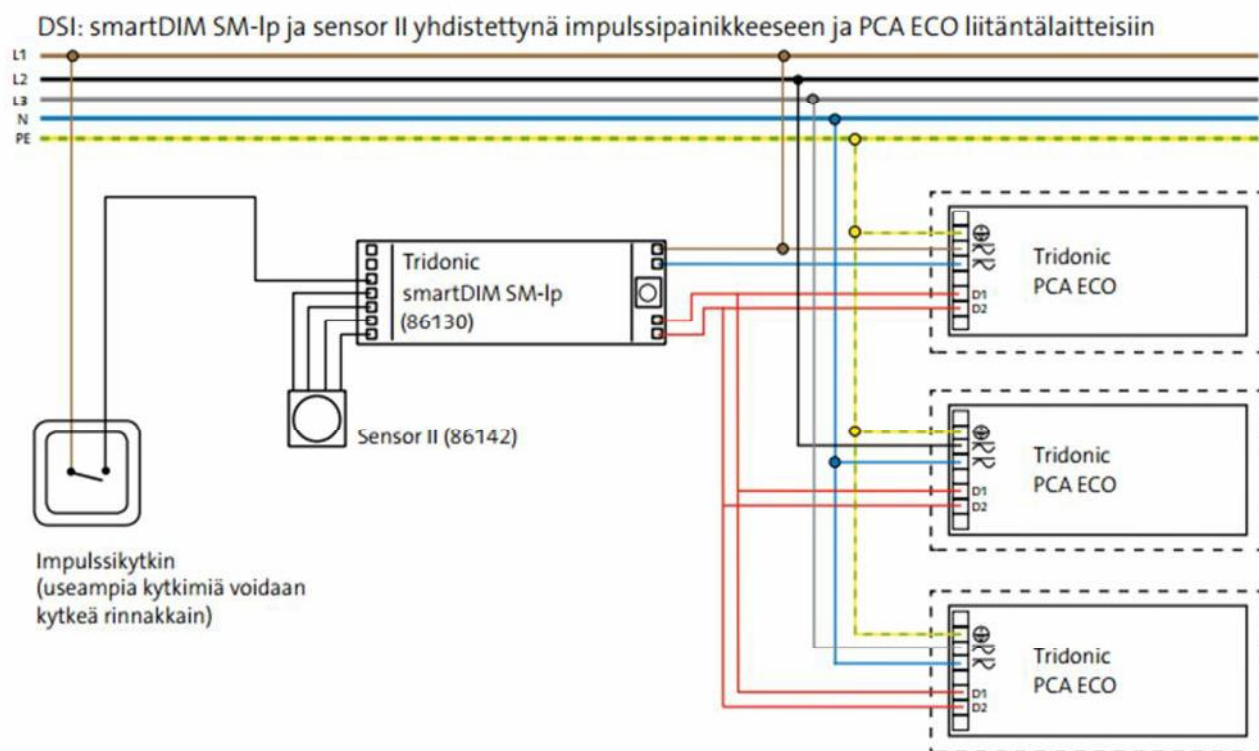 DSI: smartDIM SM-lp ja sensor II yhdistettynä impulssipainikkeeseen ja PCA ECO liitäntälaitteisiin
L1
L2
L3
N
PE
Tridonic
smartDIM SM-lp
(86130)
Sensor II (86142)
Impulssikytkin
(useampia kytkimiä voidaan
kytkeä rinnakkain)
Tridonic
PCA ECO
D1
D2
Tridonic
PCA ECO
D1
D2
Tridonic
PCA ECO
D1
D2